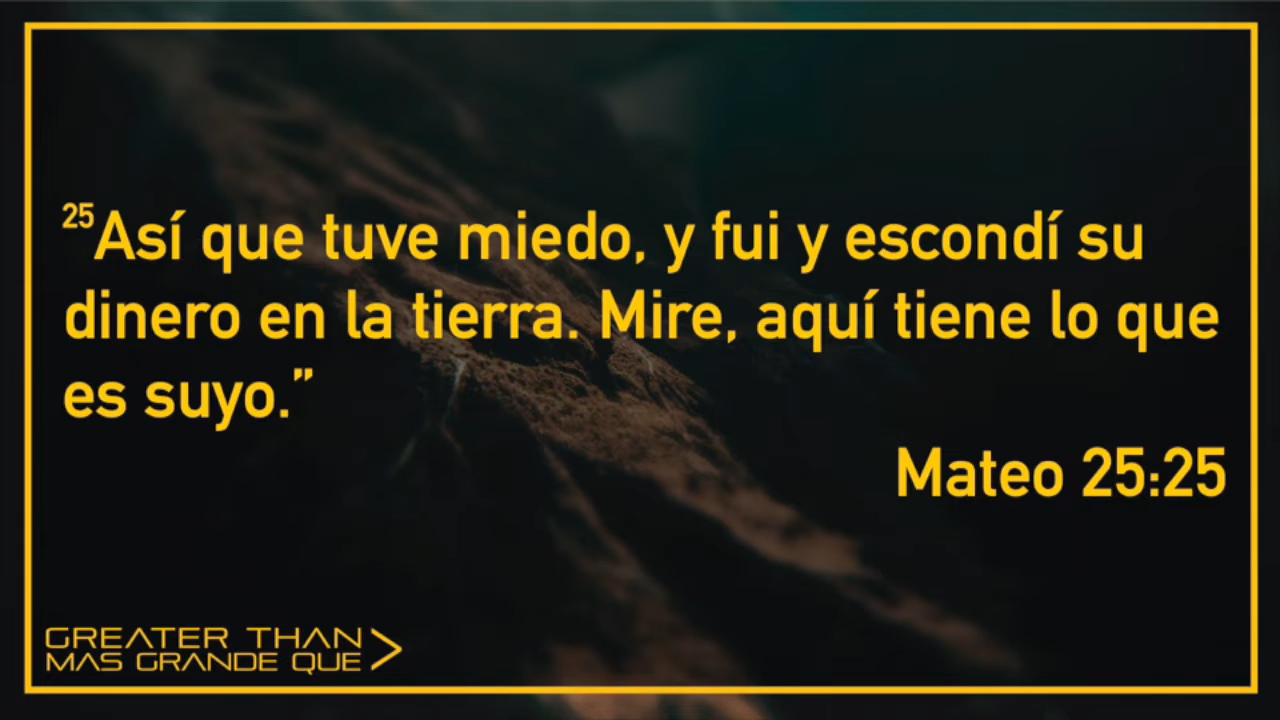 ²⁵Así que tuve miedo, y fui y escondí su
dinero en la tierra. Mire, aquí tiene lo que
es suyo.”
Mateo 25:25
GREATER THAN
MAS GRANDE QUE >